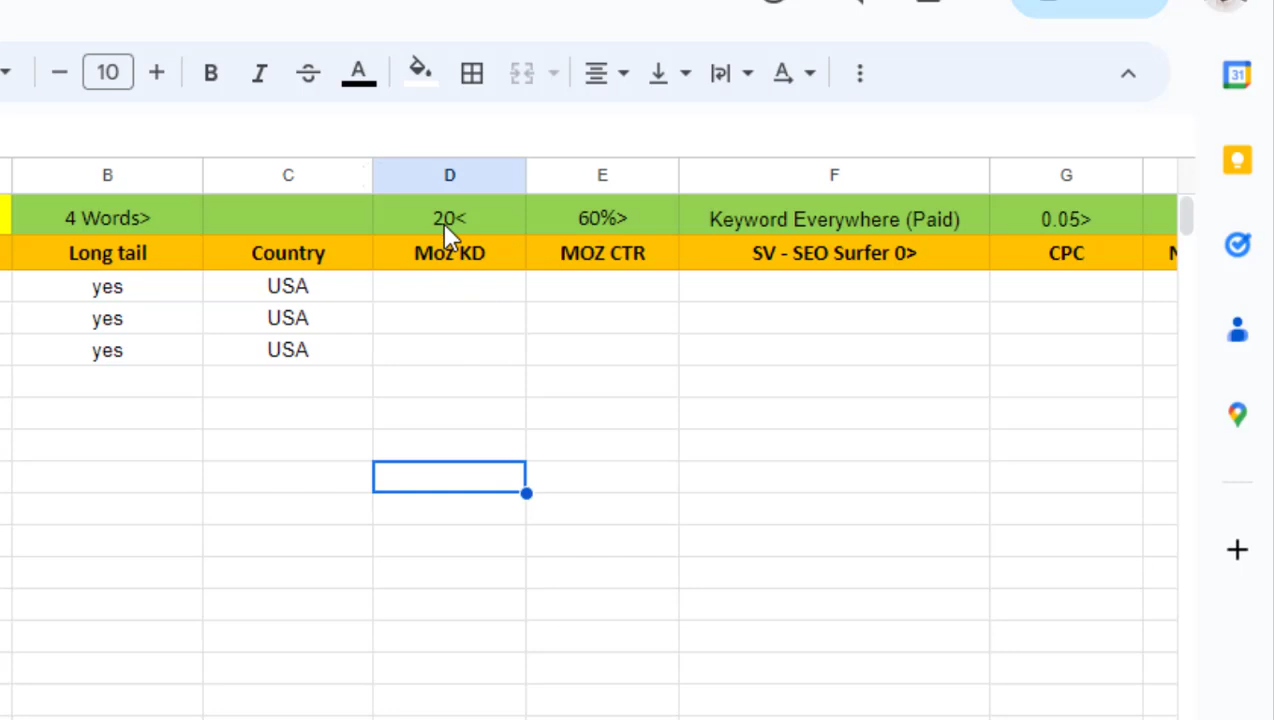 10 B I S A A
31
B C D E F G
4 Words> 20< 60%> Keyword Everywhere (Paid) 0.05>
Long tail Country Moz KD MOZ CTR SV - SEO Surfer 0> CPC
yes USA
yes USA
yes USA